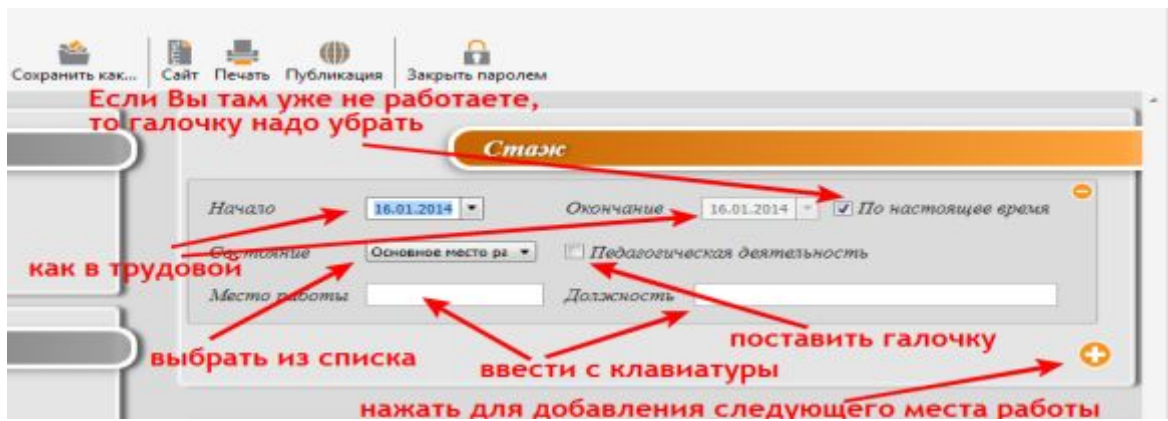 Сохранить как... Сайт Печать Публикация Закрыть паролем
Если Вы там уже не работаете,
то галочку надо убрать
Стаж
Начало 16.01.2014 Окончание 16.01.2014 По настоящее время
Состояние Основное место ра Педагогическая деятельность
как в трудовой
Место работы Должность
поставить галочку
выбрать из списка
ввести с клавиатуры
нажать для добавления следующего места работы